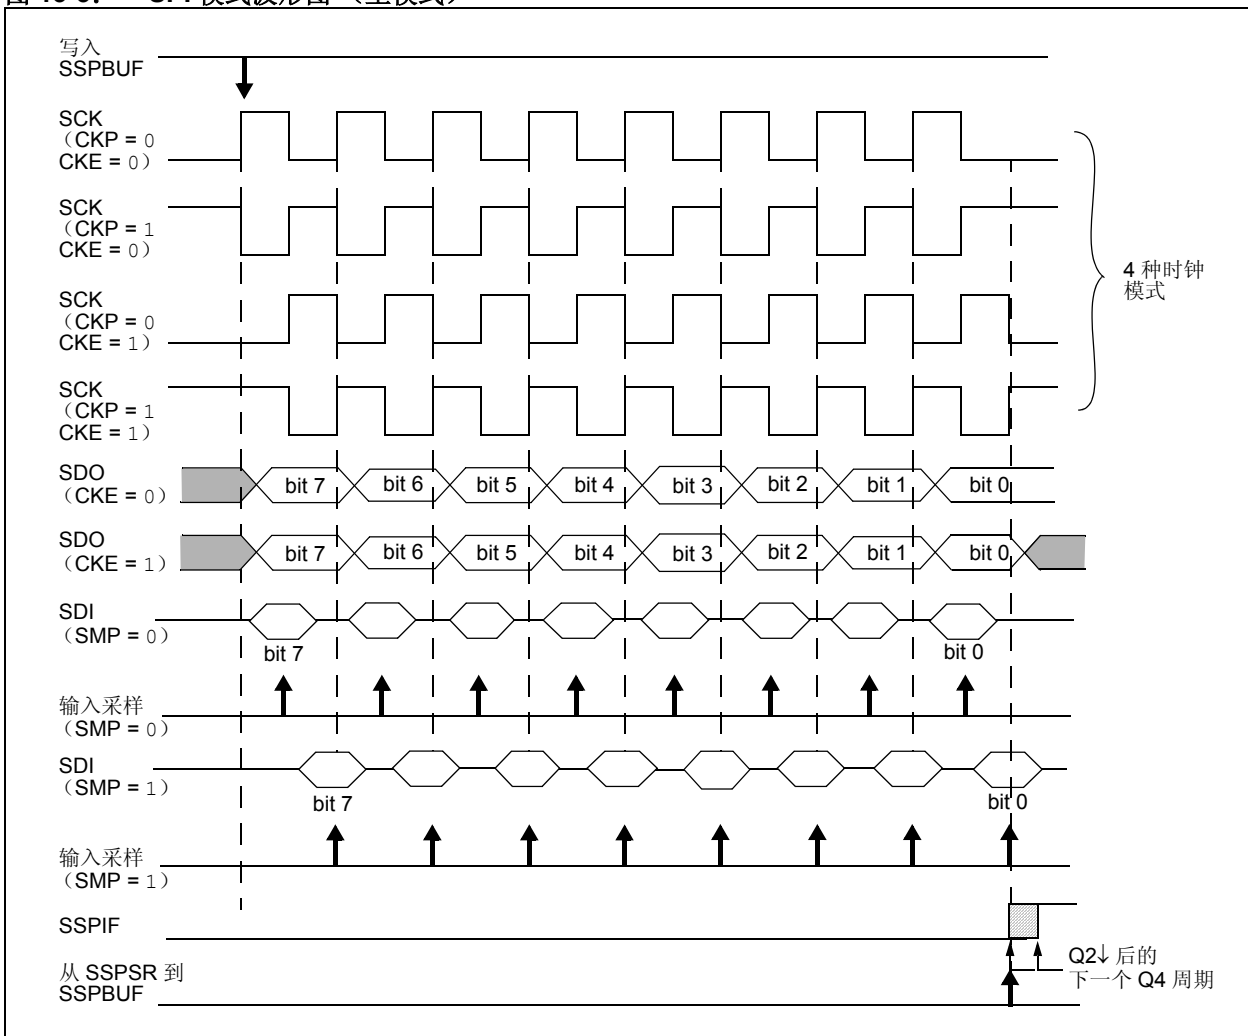 写入
SSPBUF
SCK
（CKP = 0
CKE = 0）
SCK
（CKP = 1
CKE = 0）
SCK
（CKP = 0
CKE = 1）
SCK
（CKP = 1
CKE = 1）
4 种时钟
模式
SDO
（CKE = 0）
bit 7 bit 6 bit 5 bit 4 bit 3 bit 2 bit 1 bit 0
SDO
（CKE = 1）
bit 7 bit 6 bit 5 bit 4 bit 3 bit 2 bit 1 bit 0
SDI
（SMP = 0）
bit 7 bit 0
输入采样
（SMP = 0）
SDI
（SMP = 1）
bit 7 bit 0
输入采样
（SMP = 1）
SSPIF
Q2↓ 后的
下一个 Q4 周期
从 SSPSR 到
SSPBUF